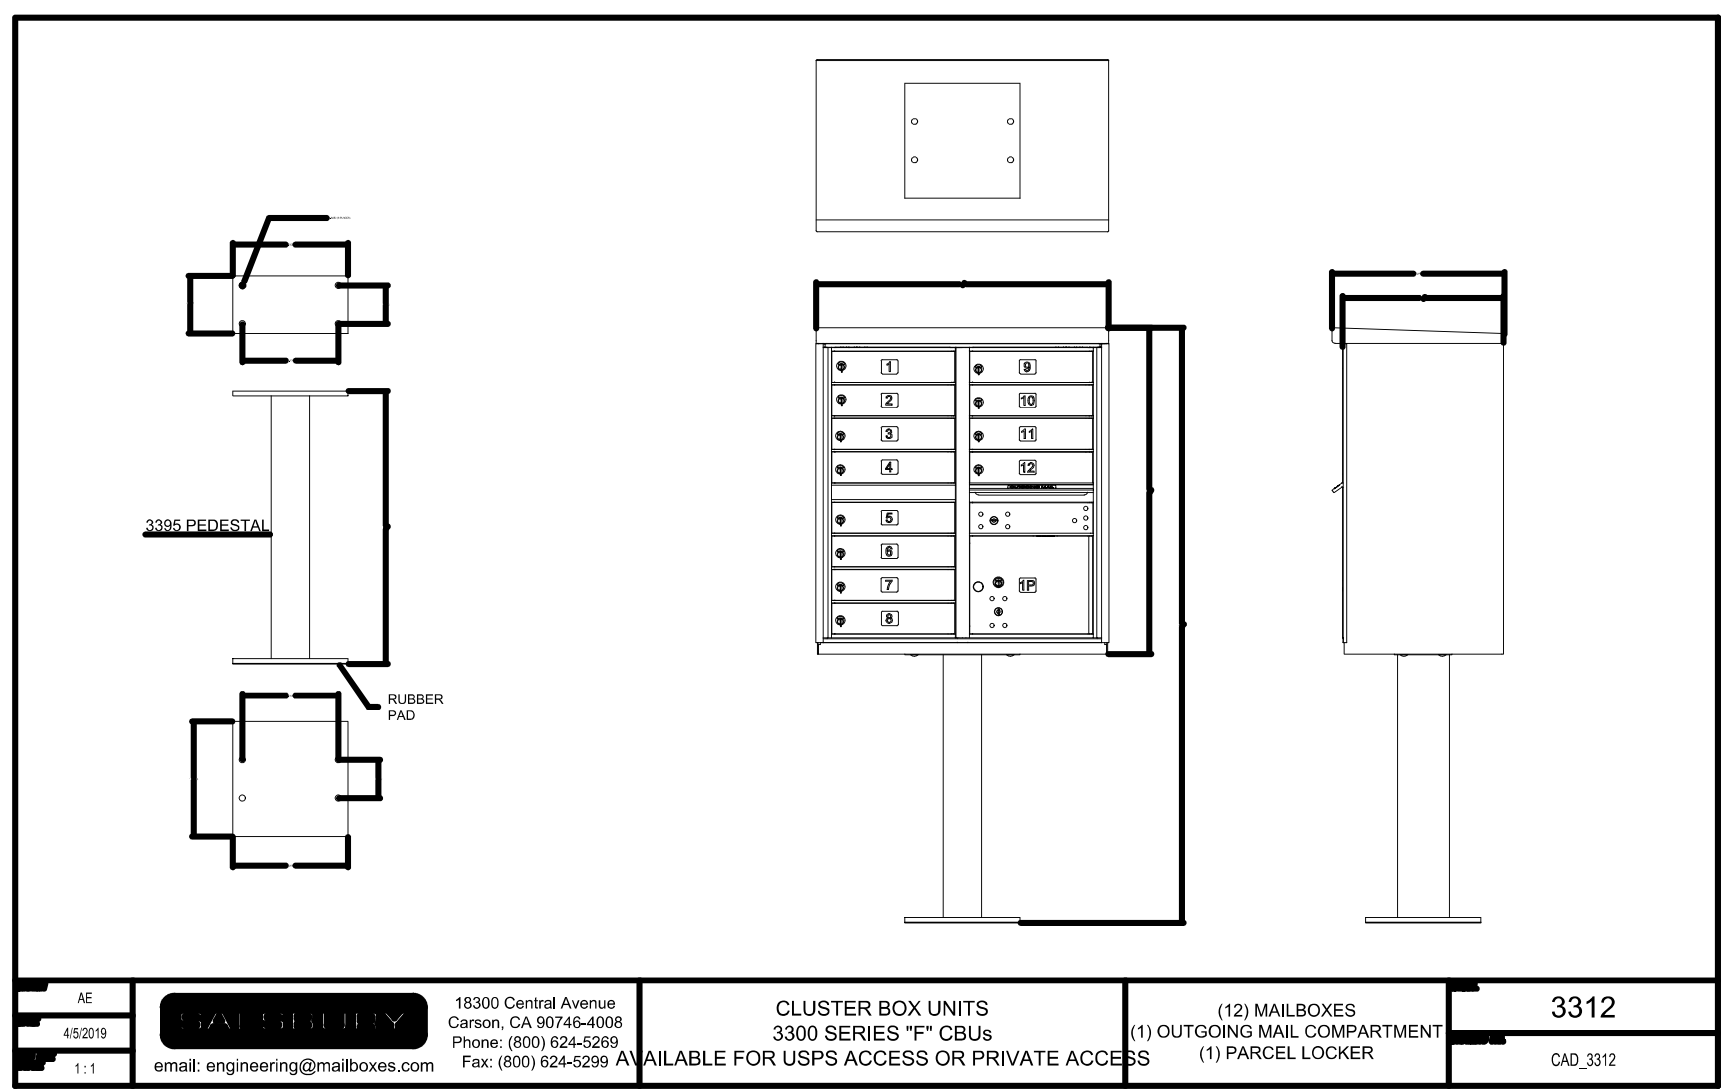 3395 PEDESTAL
RUBBER
PAD
1
2
3
4
5
6
7
8
9
10
11
12
1P
AE
4/5/2019
1 : 1
SALSBURY
email: engineering@mailboxes.com
18300 Central Avenue
Carson, CA 90746-4008
Phone: (800) 624-5269
Fax: (800) 624-5299
CLUSTER BOX UNITS
3300 SERIES "F" CBUs
AVAILABLE FOR USPS ACCESS OR PRIVATE ACCESS
(12) MAILBOXES
(1) OUTGOING MAIL COMPARTMENT
(1) PARCEL LOCKER
3312
CAD_3312